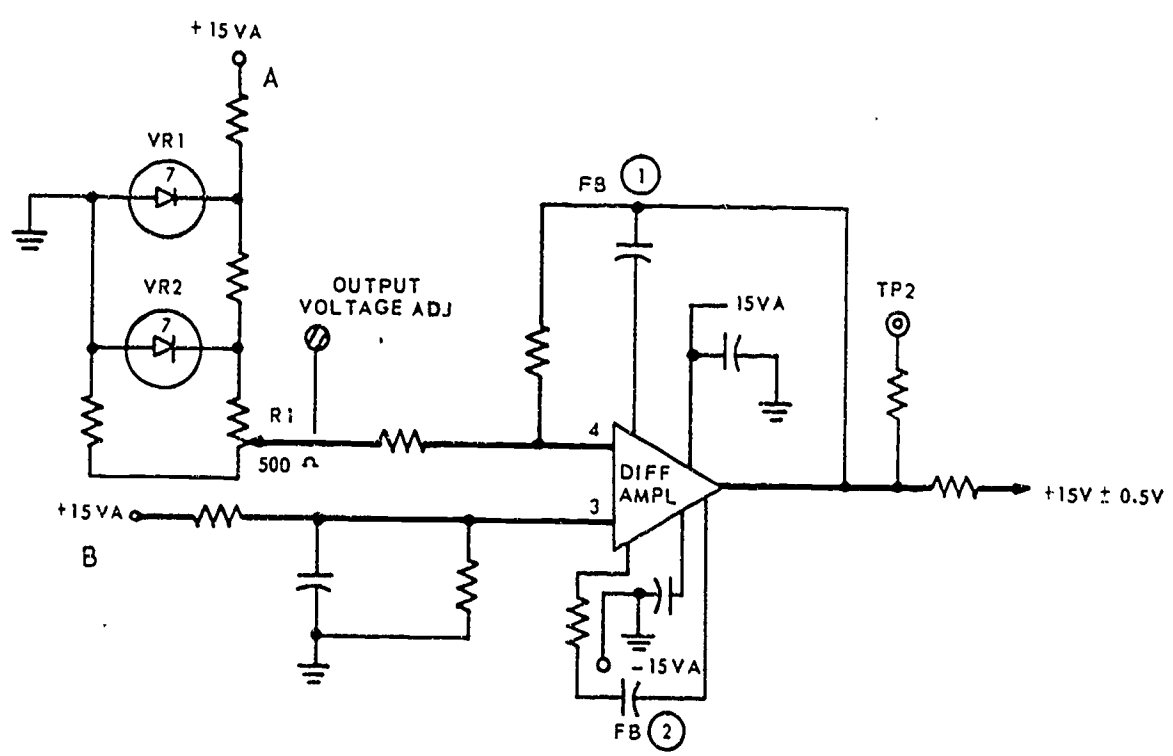 +15VA
A
VR1
7
FB 1
VR2
7
OUTPUT
VOLTAGE ADJ
15VA
TP2
R1
500 Ω
4
DIFF
AMPL
3
+15V ± 0.5V
+15VA
B
-15VA
FB 2